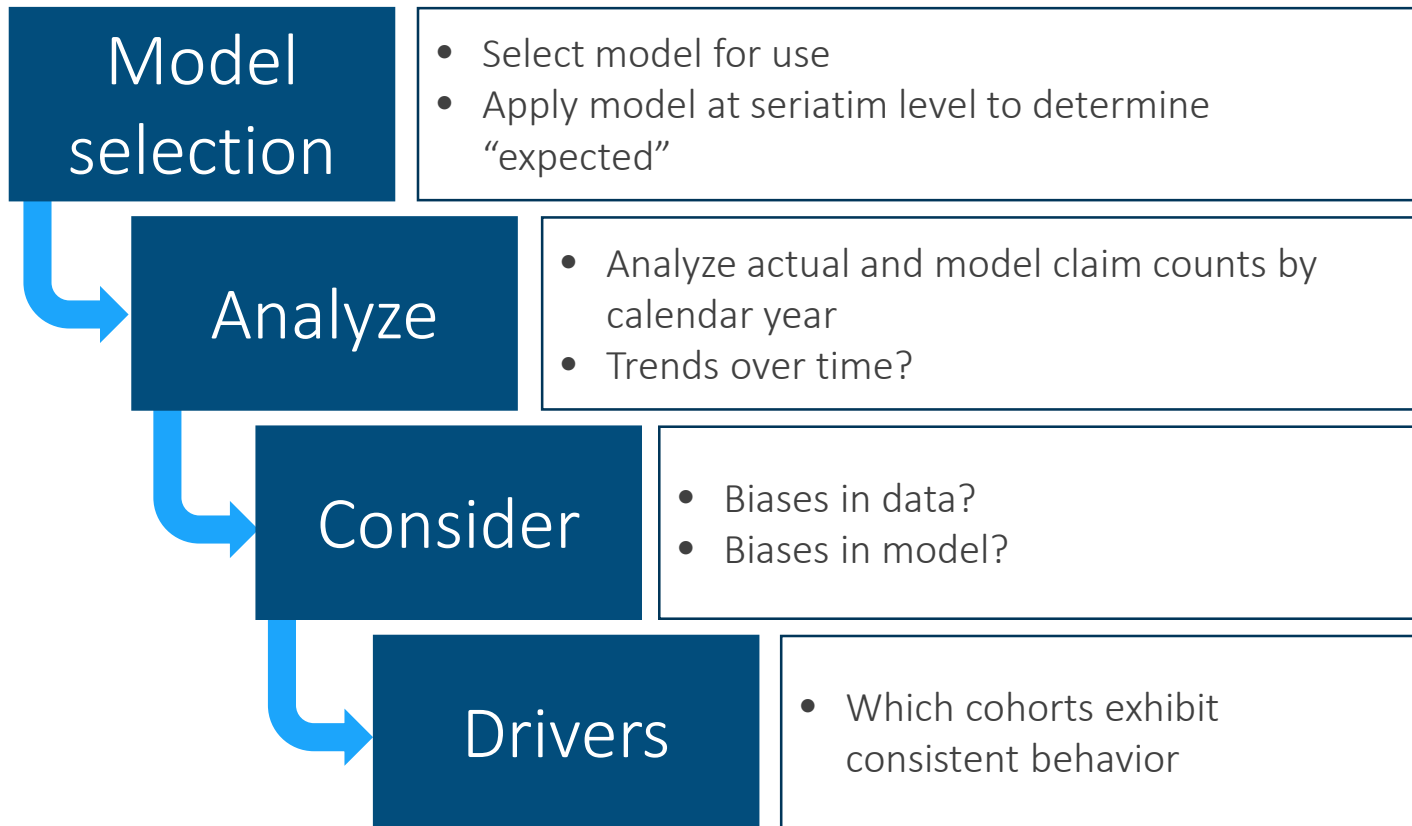 Model
selection
• Select model for use
• Apply model at seriatim level to determine
“expected”
Analyze
• Analyze actual and model claim counts by
calendar year
• Trends over time?
Consider
• Biases in data?
• Biases in model?
Drivers
• Which cohorts exhibit
consistent behavior